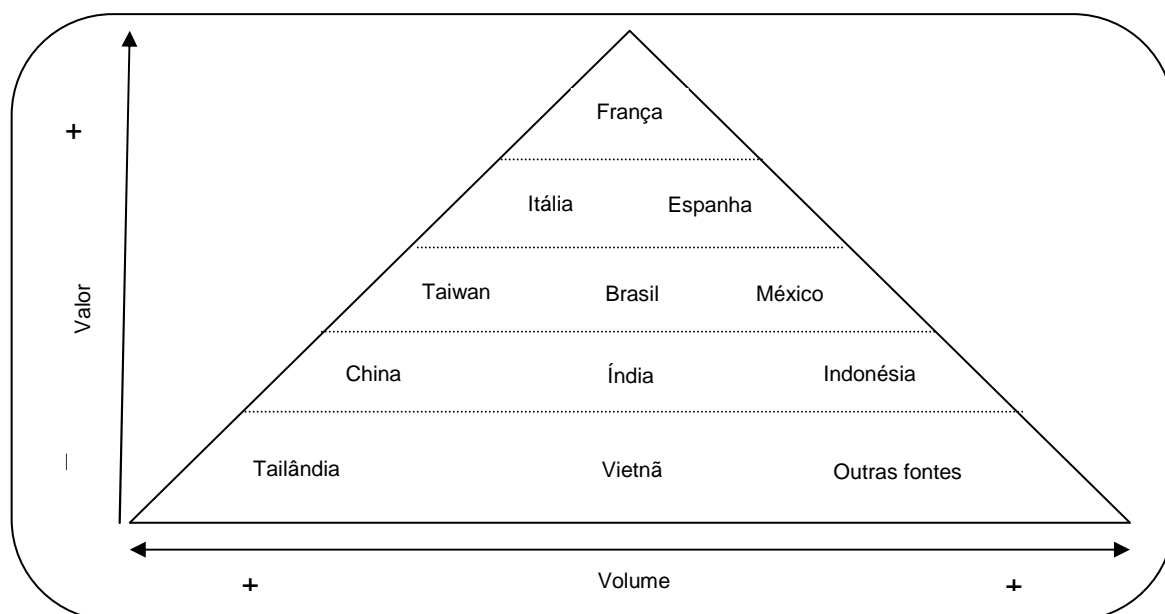 França
+
Itália Espanha
Taiwan Brasil México
Valor
China Índia Indonésia
_
Tailândia Vietnã Outras fontes
+ Volume +